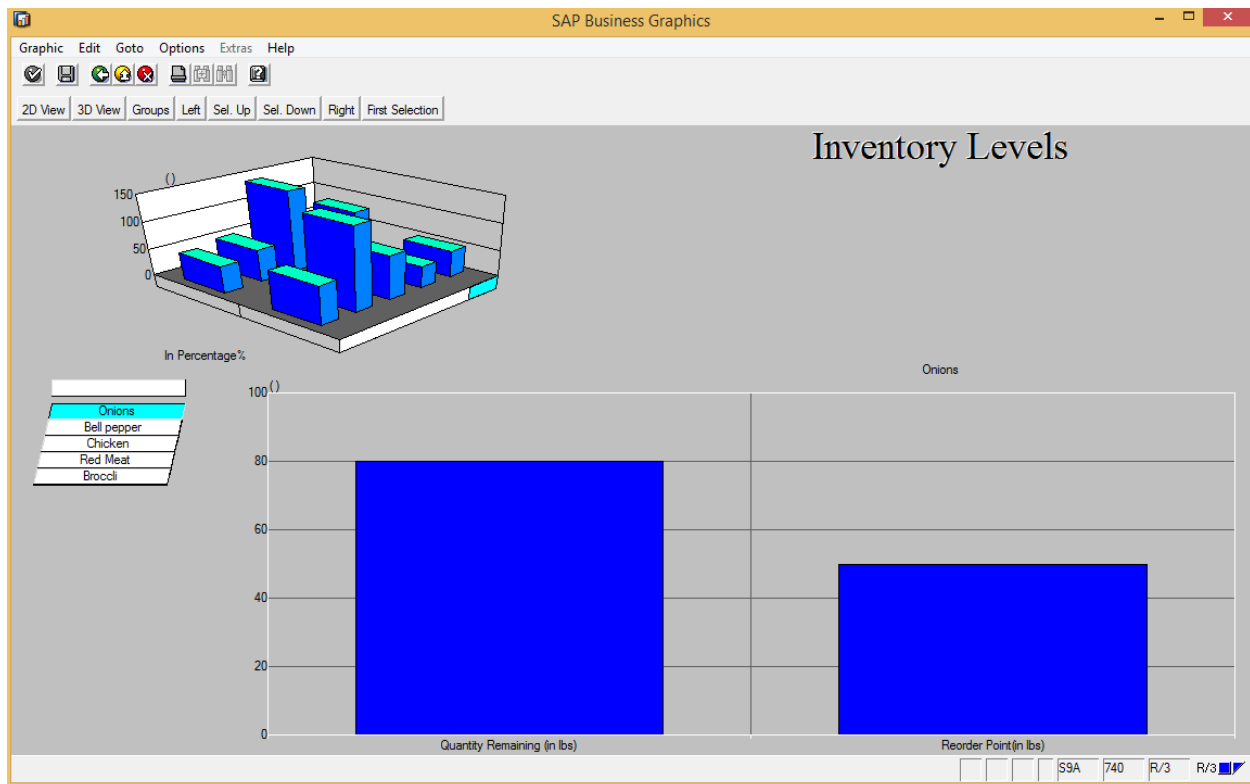 SAP Business Graphics
Graphic Edit Goto Options Extras Help
2D View 3D View Groups Left Sel. Up Sel. Down Right First Selection
Inventory Levels
()
150
100
50
0
In Percentage%
Onions
Bell pepper
Chicken
Red Meat
Broccli
Onions
100 ()
80
60
40
20
0
Quantity Remaining (in lbs) Reorder Point(in lbs)
S9A 740 R/3 R/3